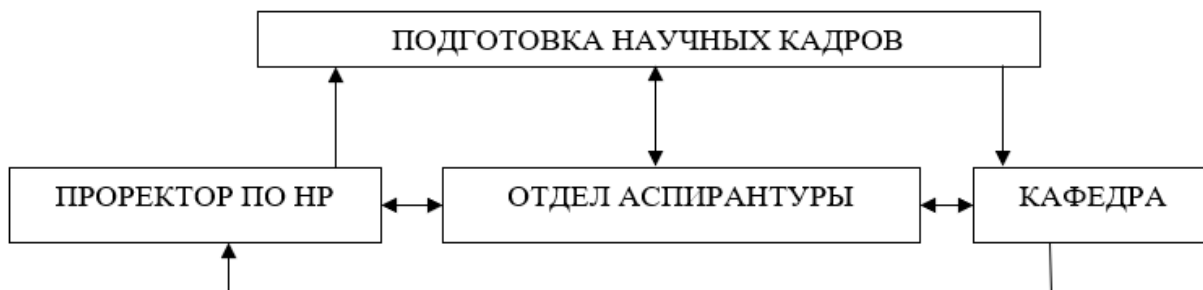 ПОДГОТОВКА НАУЧНЫХ КАДРОВ
ПРОРЕКТОР ПО НР
ОТДЕЛ АСПИРАНТУРЫ
КАФЕДРА